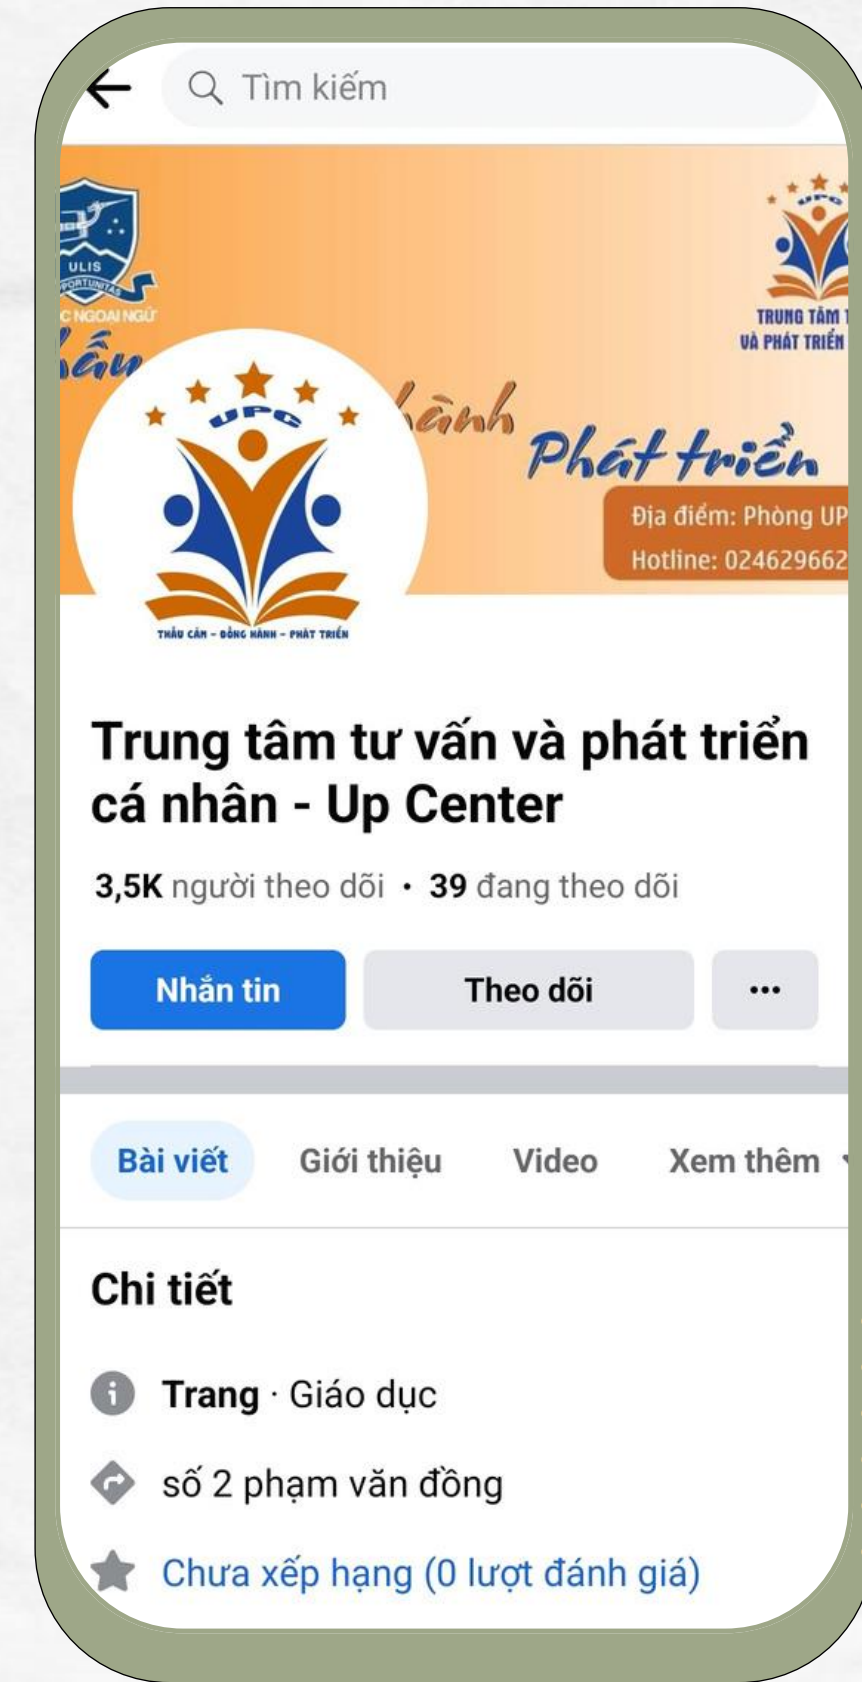 Tìm kiếm
ULIS
TRUNG TÂM
VÀ PHÁT TRIỂN
UPC
Phát triển
Địa điểm: Phòng UP
Hotline: 024629662
THẤU CẢM - ĐỒNG HÀNH - PHÁT TRIỂN
Trung tâm tư vấn và phát triển
cá nhân - Up Center
3,5K người theo dõi • 39 đang theo dõi
Nhắn tin
Theo dõi
Bài viết
Giới thiệu
Video
Xem thêm
Chi tiết
Trang · Giáo dục
số 2 phạm văn đồng
Chưa xếp hạng (0 lượt đánh giá)